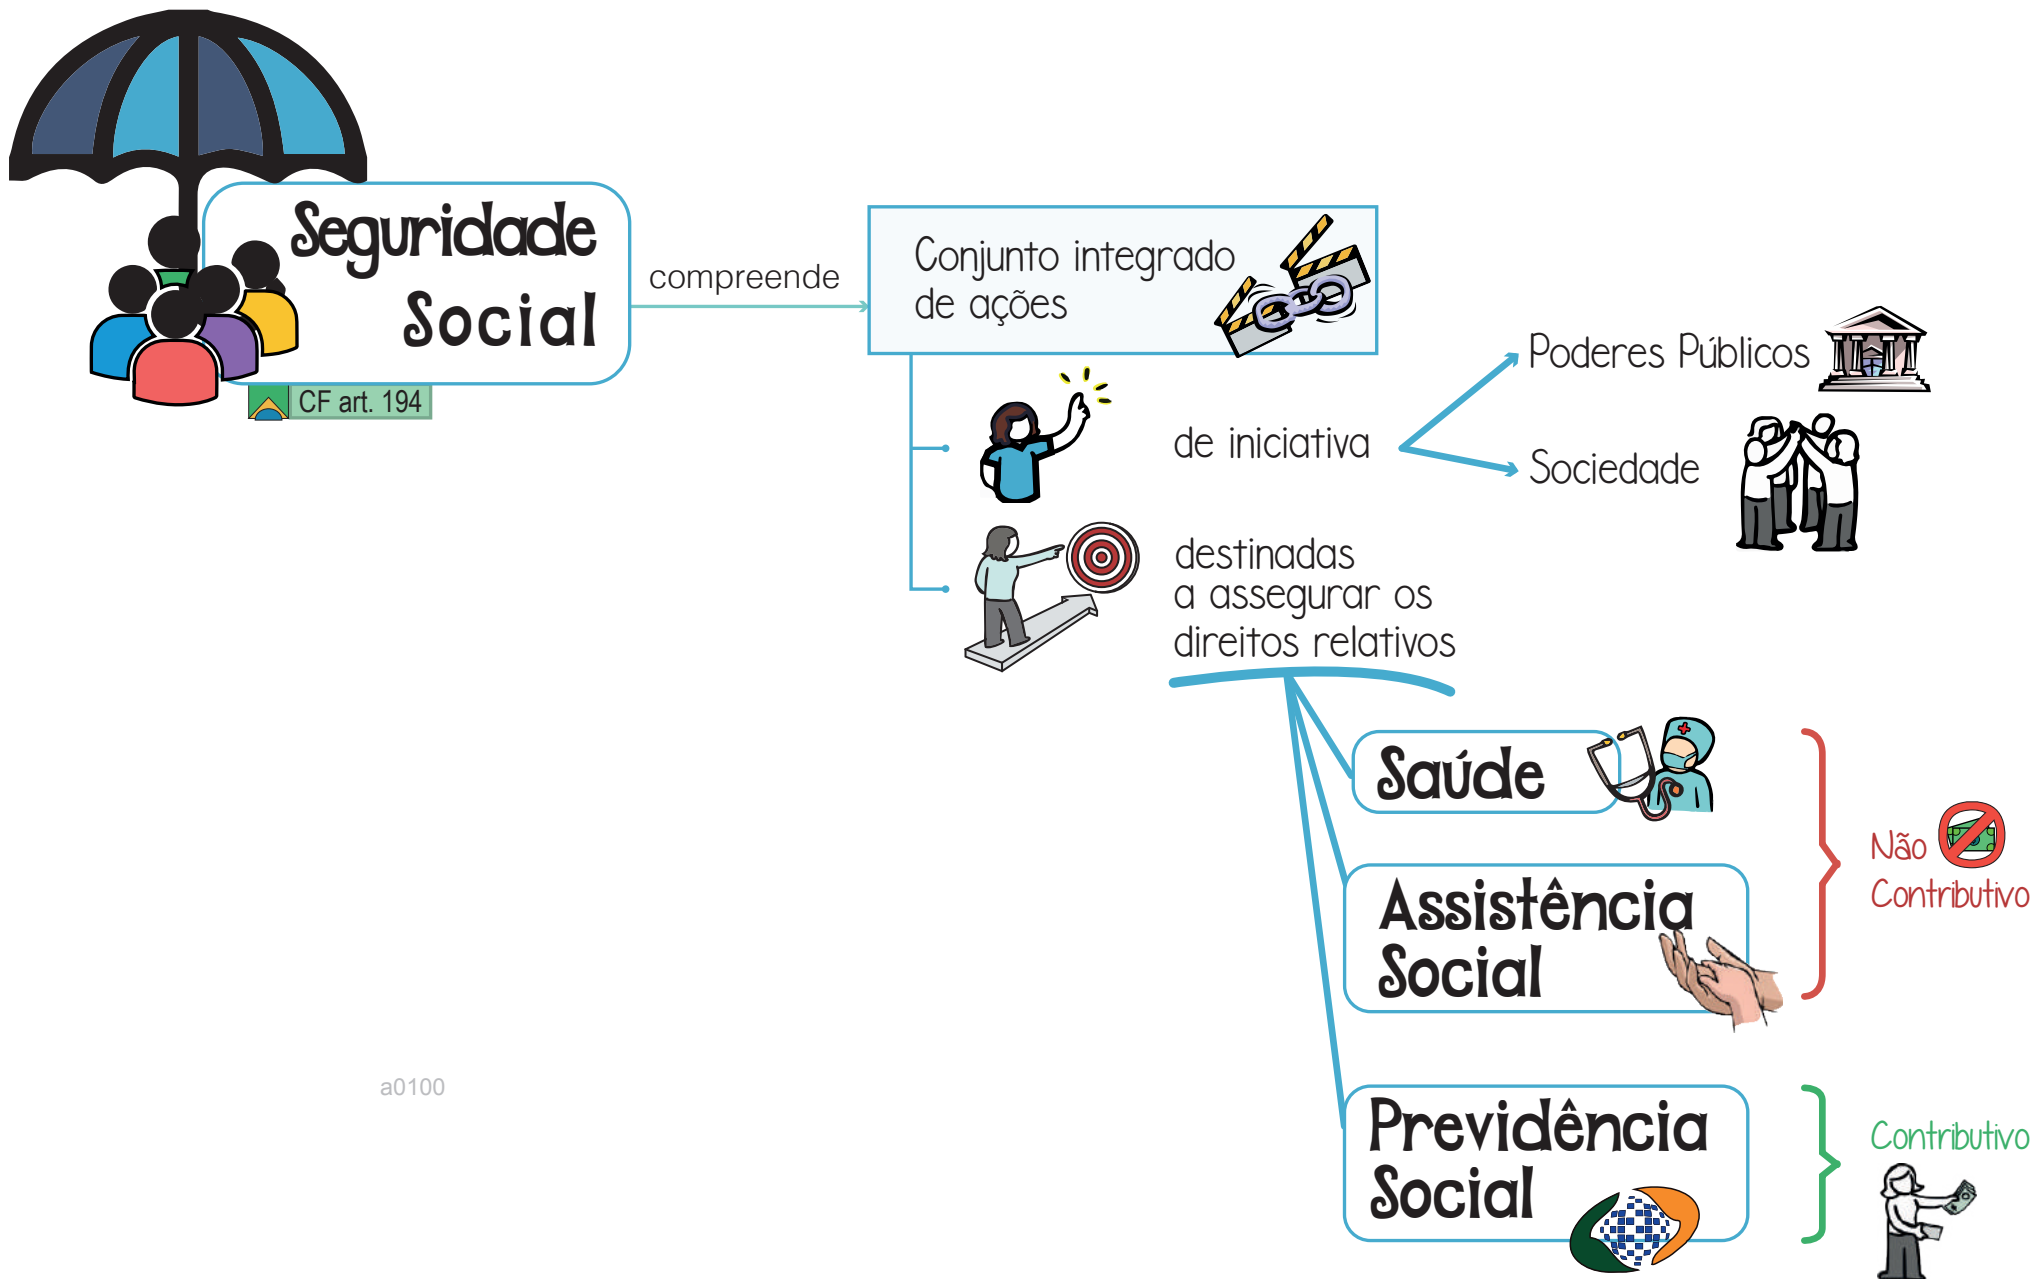 Seguridade
Social
CF art. 194
compreende
Conjunto integrado
de ações
de iniciativa
Poderes Públicos
Sociedade
destinadas
a assegurar os
direitos relativos
Saúde
Assistência
Social
Não
Contributivo
Previdência
Social
Contributivo
a0100